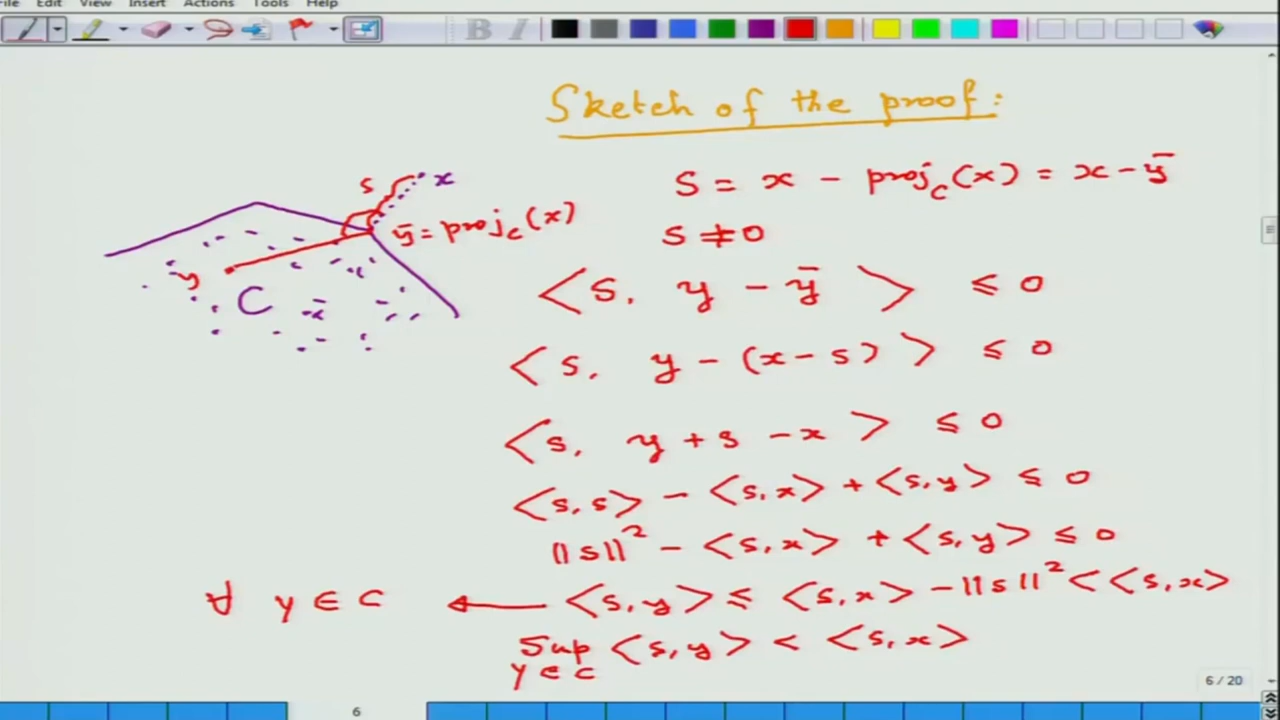 File Edit View Insert Actions Tools Help
B I
Sketch of the proof:
S = x - proj_C(x) = x - ȳ
s ≠ 0
s x
ȳ = proj_C(x)
y
C
<s, y - ȳ> ≤ 0
<s, y - (x - s)> ≤ 0
<s, y + s - x> ≤ 0
<s,s> - <s,x> + <s,y> ≤ 0
||s||² - <s,x> + <s,y> ≤ 0
∀ y ∈ C ← <s,y> ≤ <s,x> - ||s||² < <s,x>
Sup <s,y> < <s,x>
y ∈ C
6 / 20
6